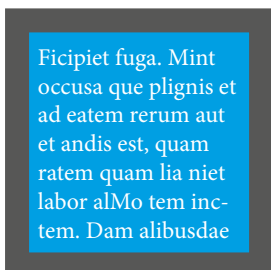 Ficipiet fuga. Mint
occusa que plignis et
ad eatem rerum aut
et andis est, quam
ratem quam lia niet
labor alMo tem inc-
tem. Dam alibusdae